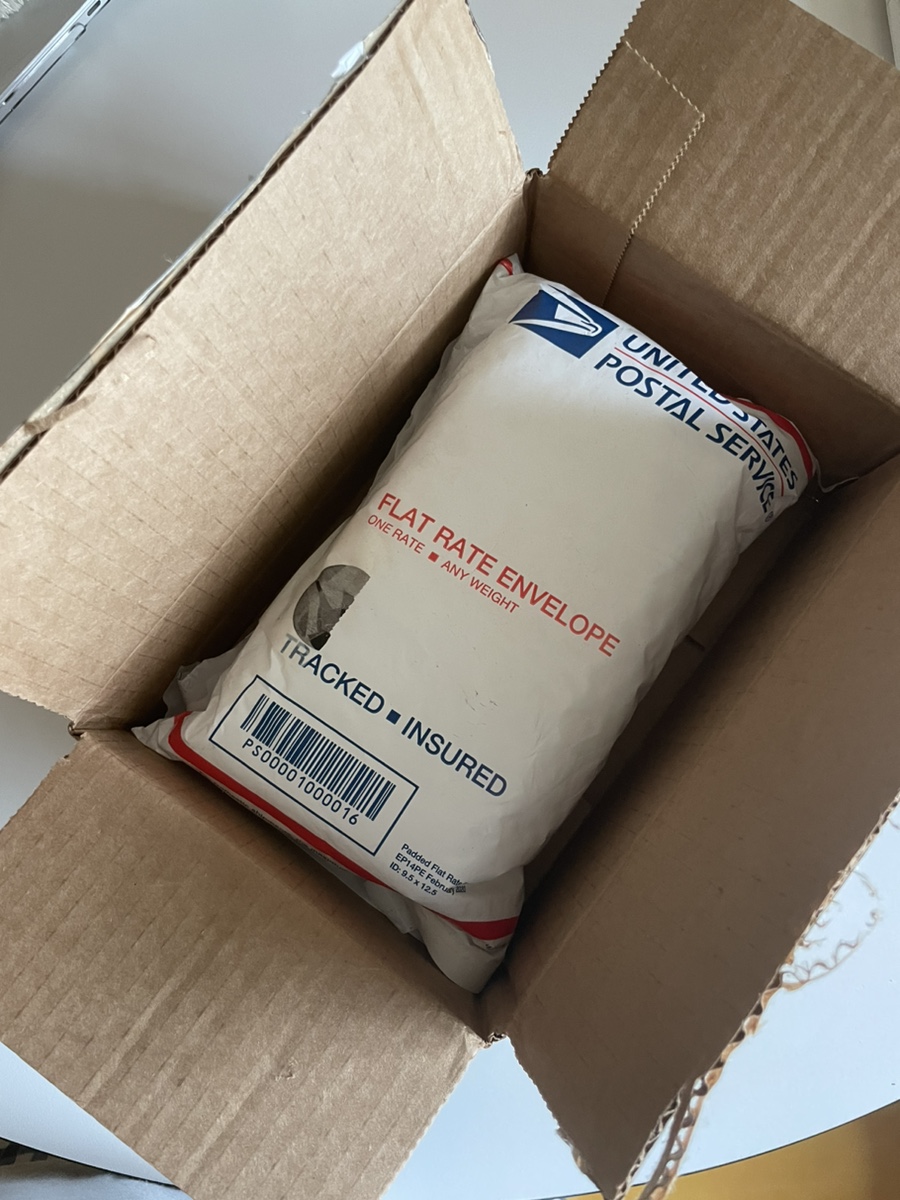 UNITED STATES
POSTAL SERVICE®
FLAT RATE ENVELOPE
ONE RATE ■ ANY WEIGHT
TRACKED ■ INSURED
PS00001000016
Padded Flat Rate
EP14PE February
ID: 9.5 x 12.5